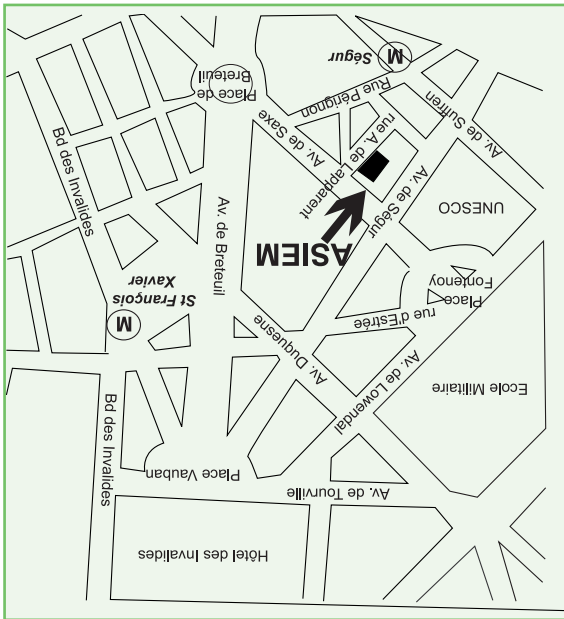 Hôtel des Invalides
Av. de Tourville
Place Vauban
Bd des Invalides
Ecole Militaire
Av. de Lowendal
Av. Duquesne
rue d'Estrée
Place
Fontenoy
M
St François
Xavier
UNESCO
Av. de Ségur
ASIEM
Av. de Breteuil
rue A. de
apparent
Av. de Suffren
Av. de Saxe
Rue Pérignon
Bd des Invalides
Place de
Breteuil
Ségur
M